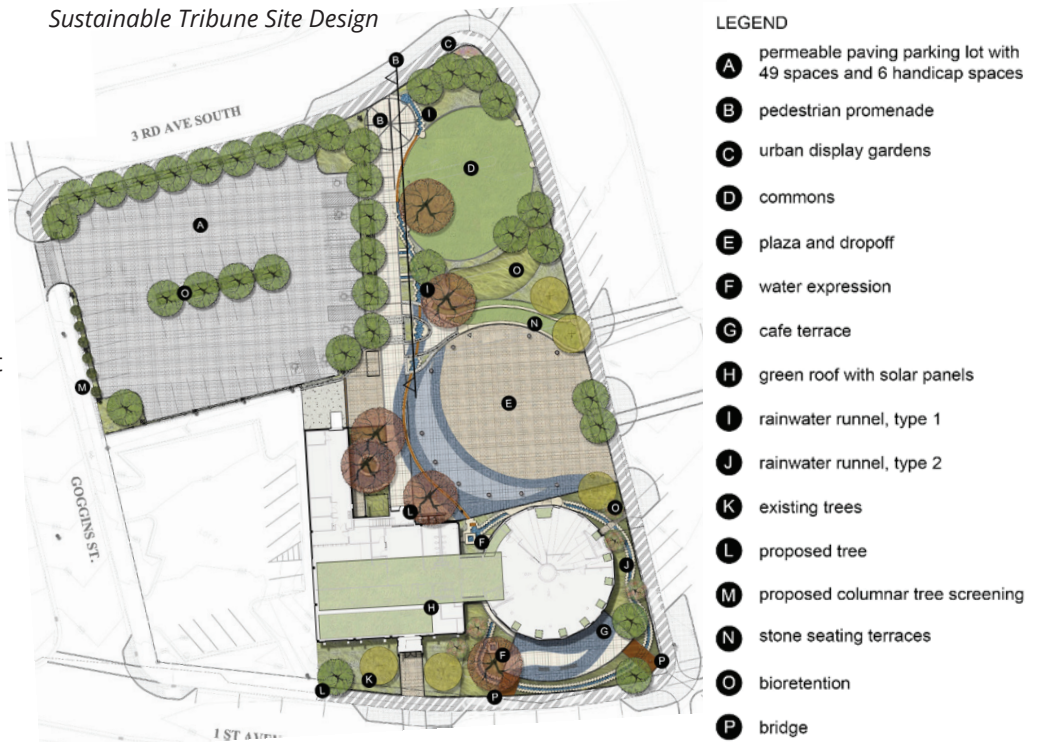 Sustainable Tribune Site Design
LEGEND
A permeable paving parking lot with
49 spaces and 6 handicap spaces
B pedestrian promenade
C urban display gardens
D commons
E plaza and dropoff
F water expression
G cafe terrace
H green roof with solar panels
I rainwater runnel, type 1
J rainwater runnel, type 2
K existing trees
L proposed tree
M proposed columnar tree screening
N stone seating terraces
O bioretention
P bridge
3 RD AVE SOUTH
GOGGINS ST.
1 ST AVEN
B
C
I
B
D
A
O
O
I
N
M
E
L
O
F
J
H
G
F
K
P
L
P
t